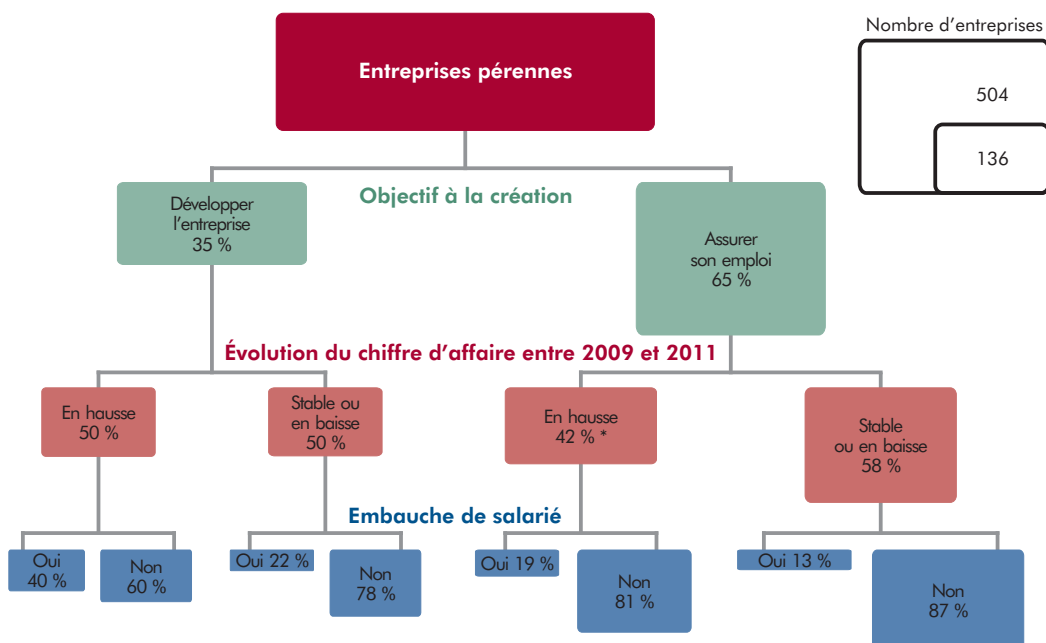 Nombre d'entreprises
504
136
Entreprises pérennes
Objectif à la création
Développer
l'entreprise
35 %
Assurer
son emploi
65 %
Évolution du chiffre d'affaire entre 2009 et 2011
En hausse
50 %
Stable ou
en baisse
50 %
En hausse
42 % *
Stable
ou en baisse
58 %
Embauche de salarié
Oui
40 %
Non
60 %
Oui 22 %
Non
78 %
Oui 19 %
Non
81 %
Oui 13 %
Non
87 %